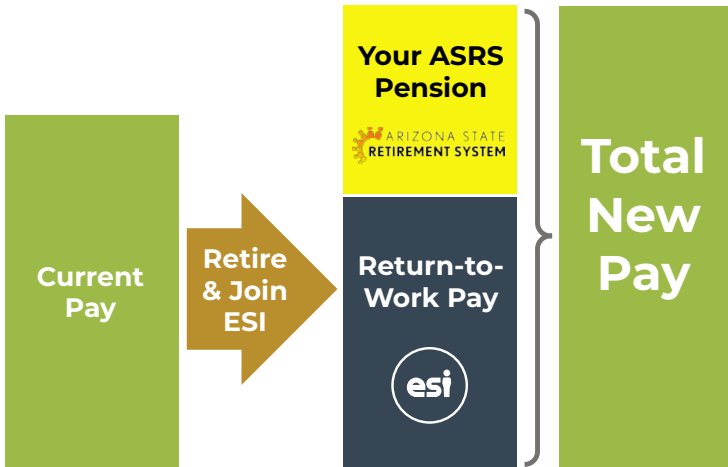 Current
Pay
Retire
& Join
ESI
Your ASRS
Pension
ARIZONA STATE
RETIREMENT SYSTEM
Return-to-
Work Pay
esi
Total
New
Pay